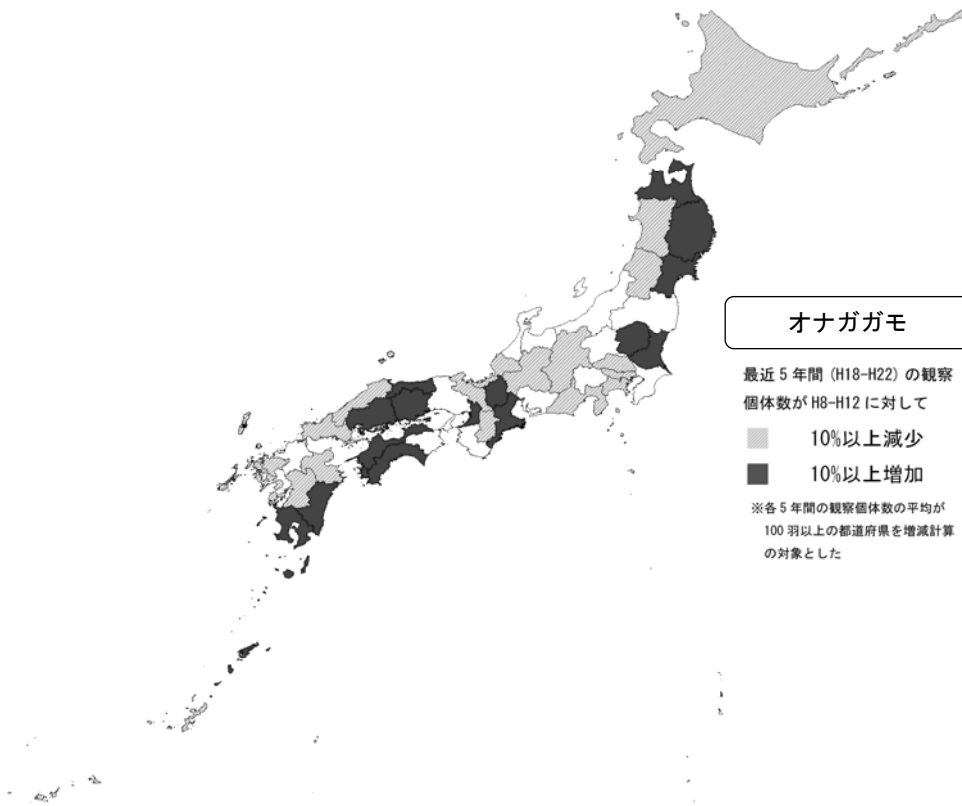 オナガガモ
最近5年間(H18-H22)の観察
個体数がH8-H12に対して
10%以上減少
10%以上増加
※各5年間の観察個体数の平均が
100羽以上の都道府県を増減計算
の対象とした